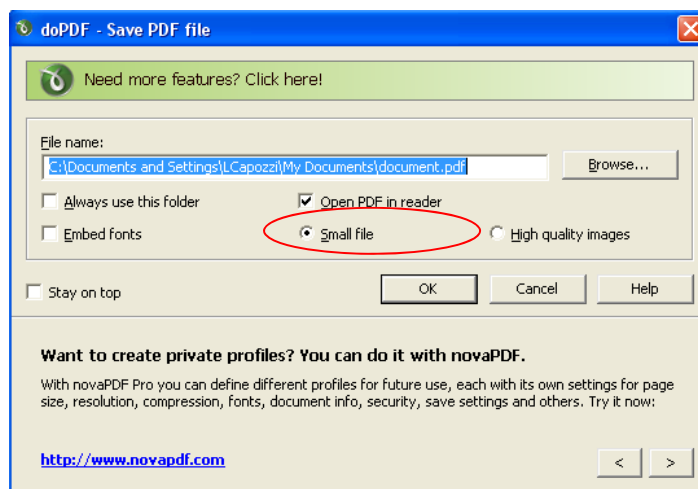 doPDF - Save PDF file
Need more features? Click here!
File name:
C:\Documents and Settings\LCapozzi\My Documents\document.pdf
Browse...
Always use this folder
Open PDF in reader
Embed fonts
Small file
High quality images
Stay on top
OK
Cancel
Help
Want to create private profiles? You can do it with novaPDF.
With novaPDF Pro you can define different profiles for future use, each with its own settings for page
size, resolution, compression, fonts, document info, security, save settings and others. Try it now:
http://www.novapdf.com
<
>